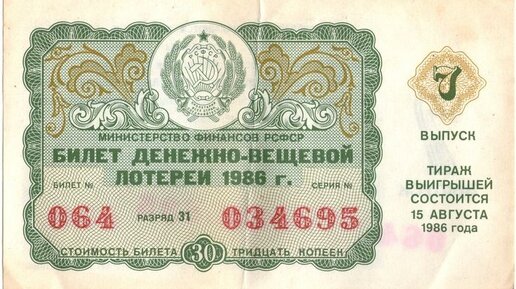 РСФСР
МИНИСТЕРСТВО ФИНАНСОВ РСФСР
БИЛЕТ ДЕНЕЖНО-ВЕЩЕВОЙ
ЛОТЕРЕИ 1986 г.
БИЛЕТ № СЕРИЯ №
064 РАЗРЯД 31 034695
СТОИМОСТЬ БИЛЕТА 30 ТРИДЦАТЬ КОПЕЕК
7
ВЫПУСК
ТИРАЖ
ВЫИГРЫШЕЙ
СОСТОИТСЯ
15 АВГУСТА
1986 года